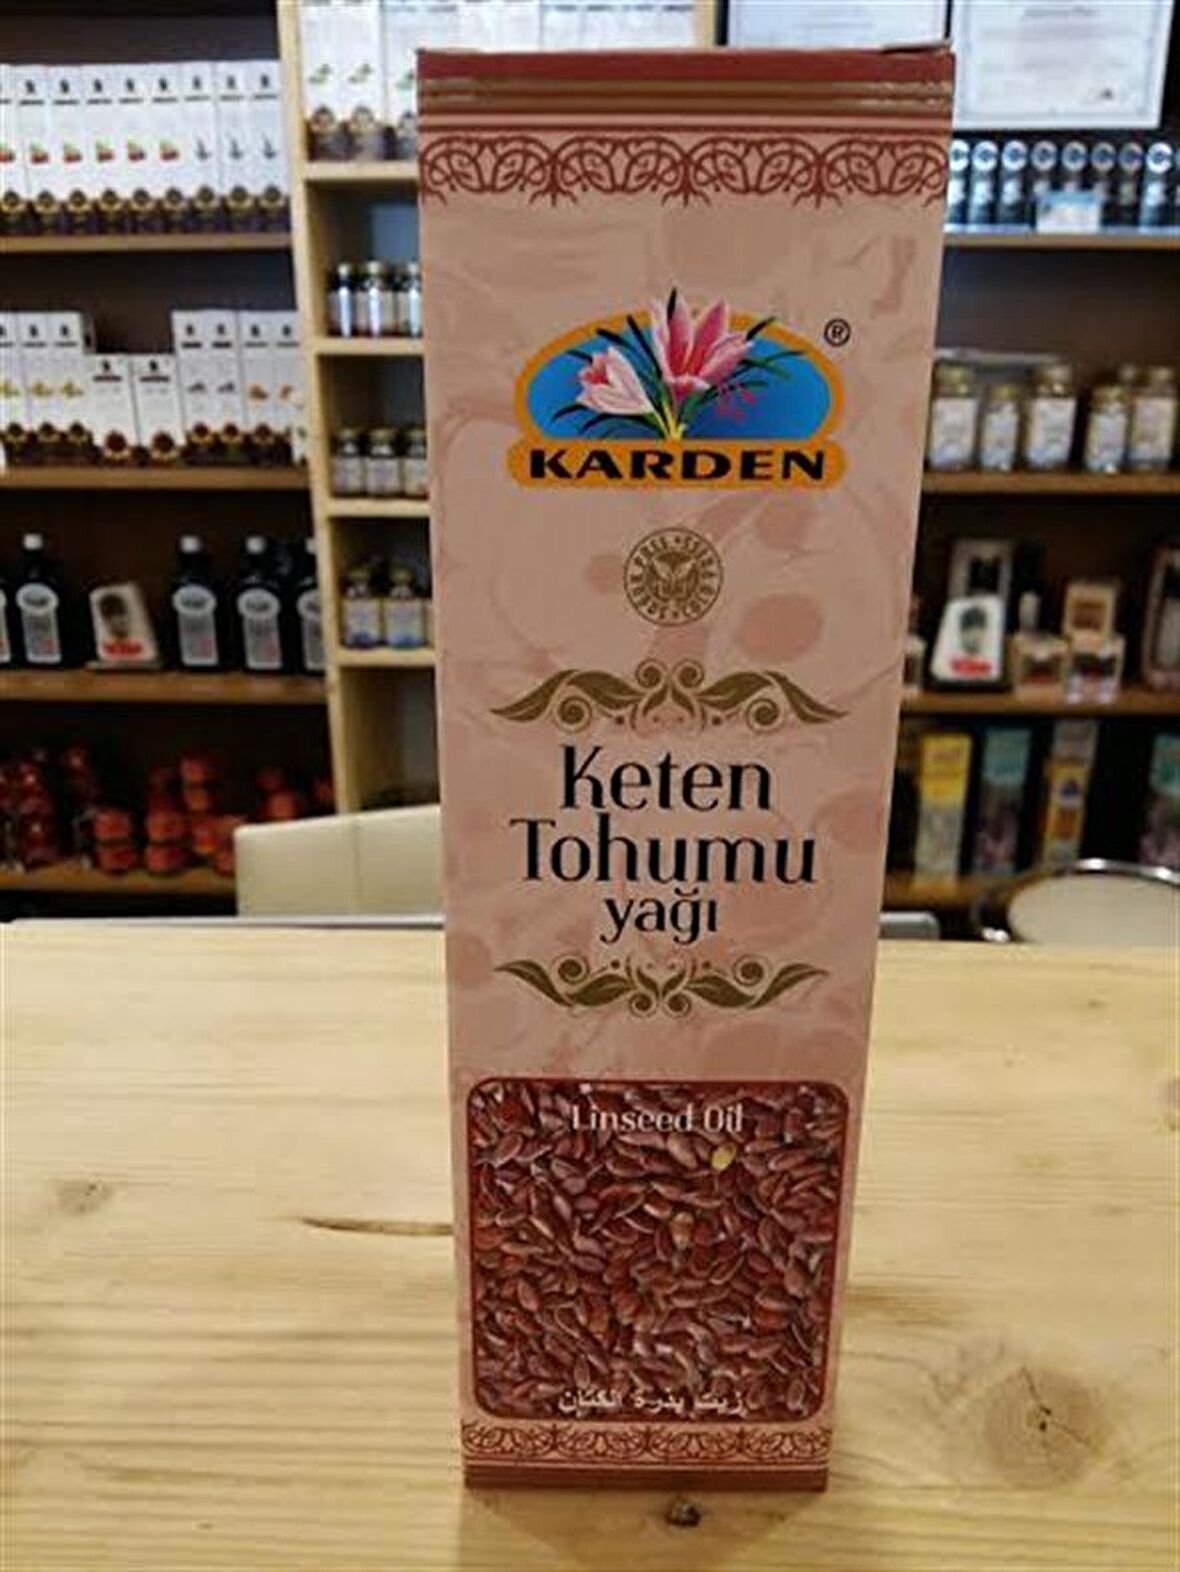 ®
KARDEN
Keten
Tohumu
yağı
Linseed Oil
زيت بذرة الكتان